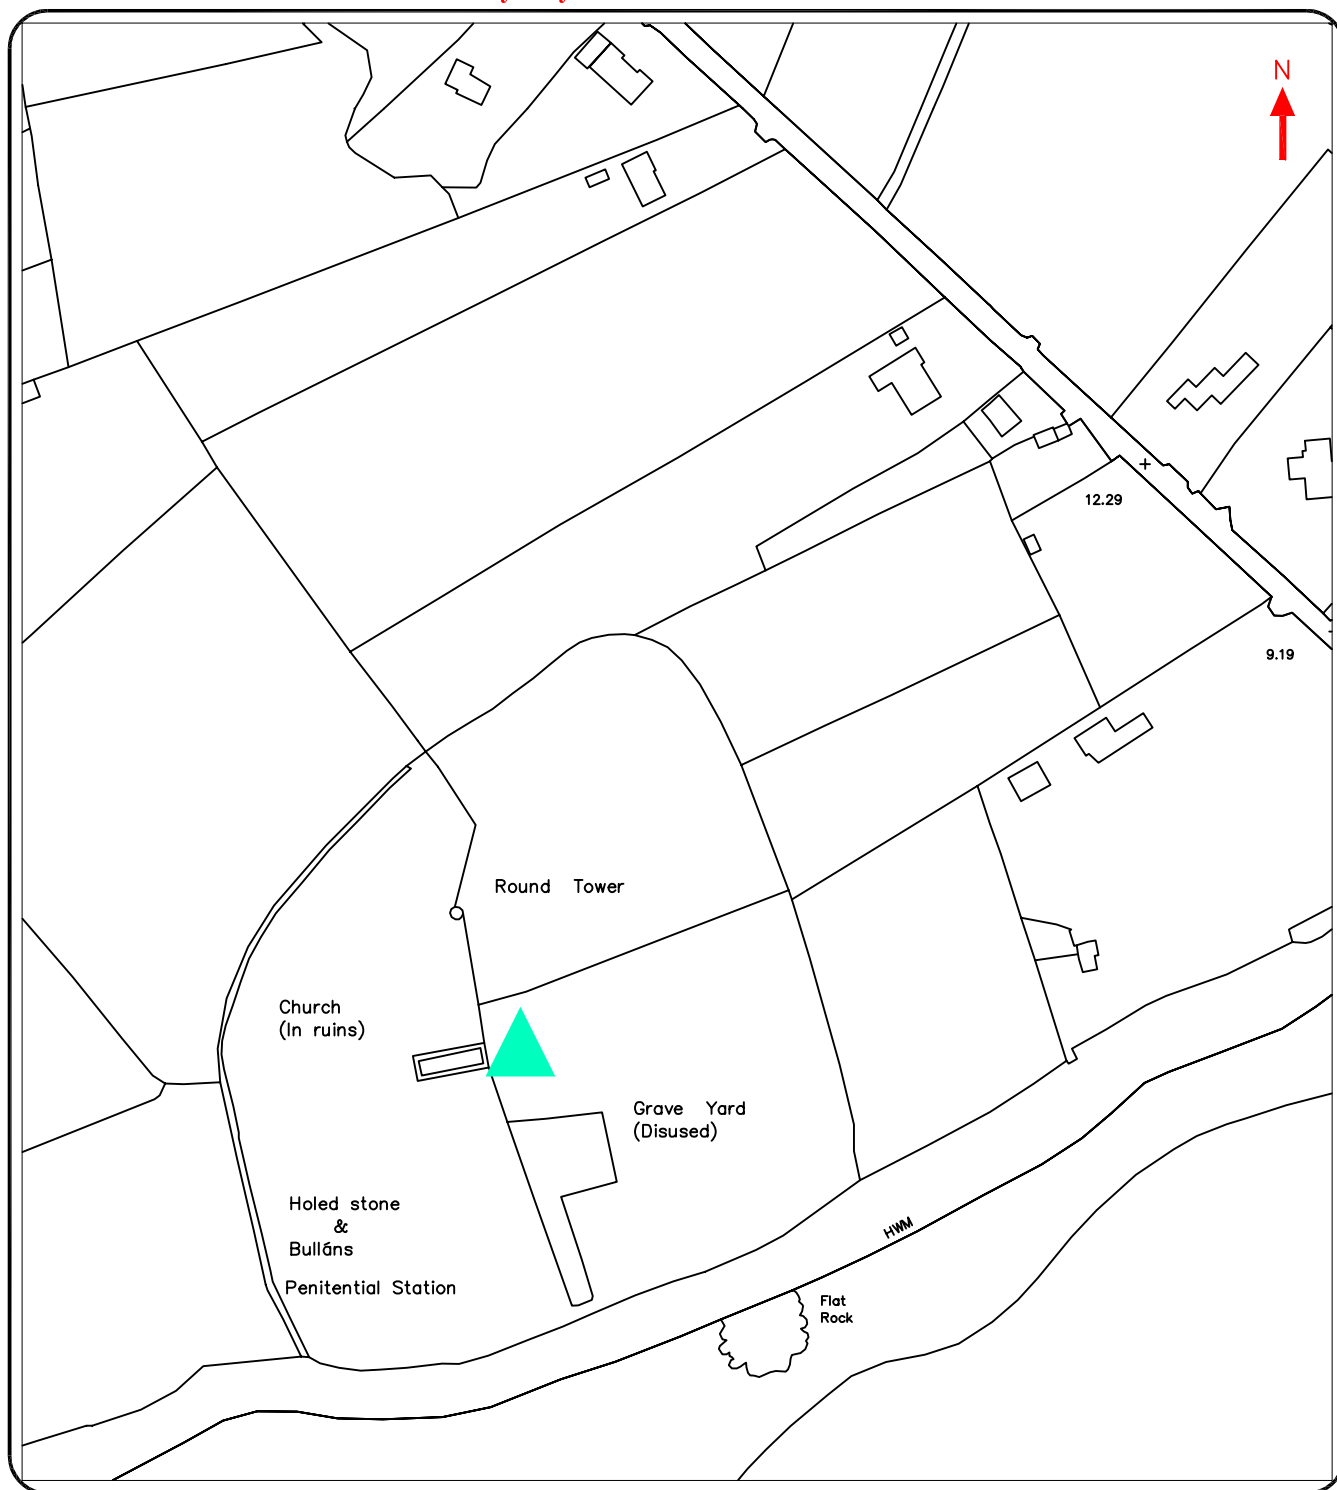 N
12.29
9.19
Round Tower
Church
(In ruins)
Grave Yard
(Disused)
Holed stone
&
Bulláns
Penitential Station
HWM
Flat
Rock